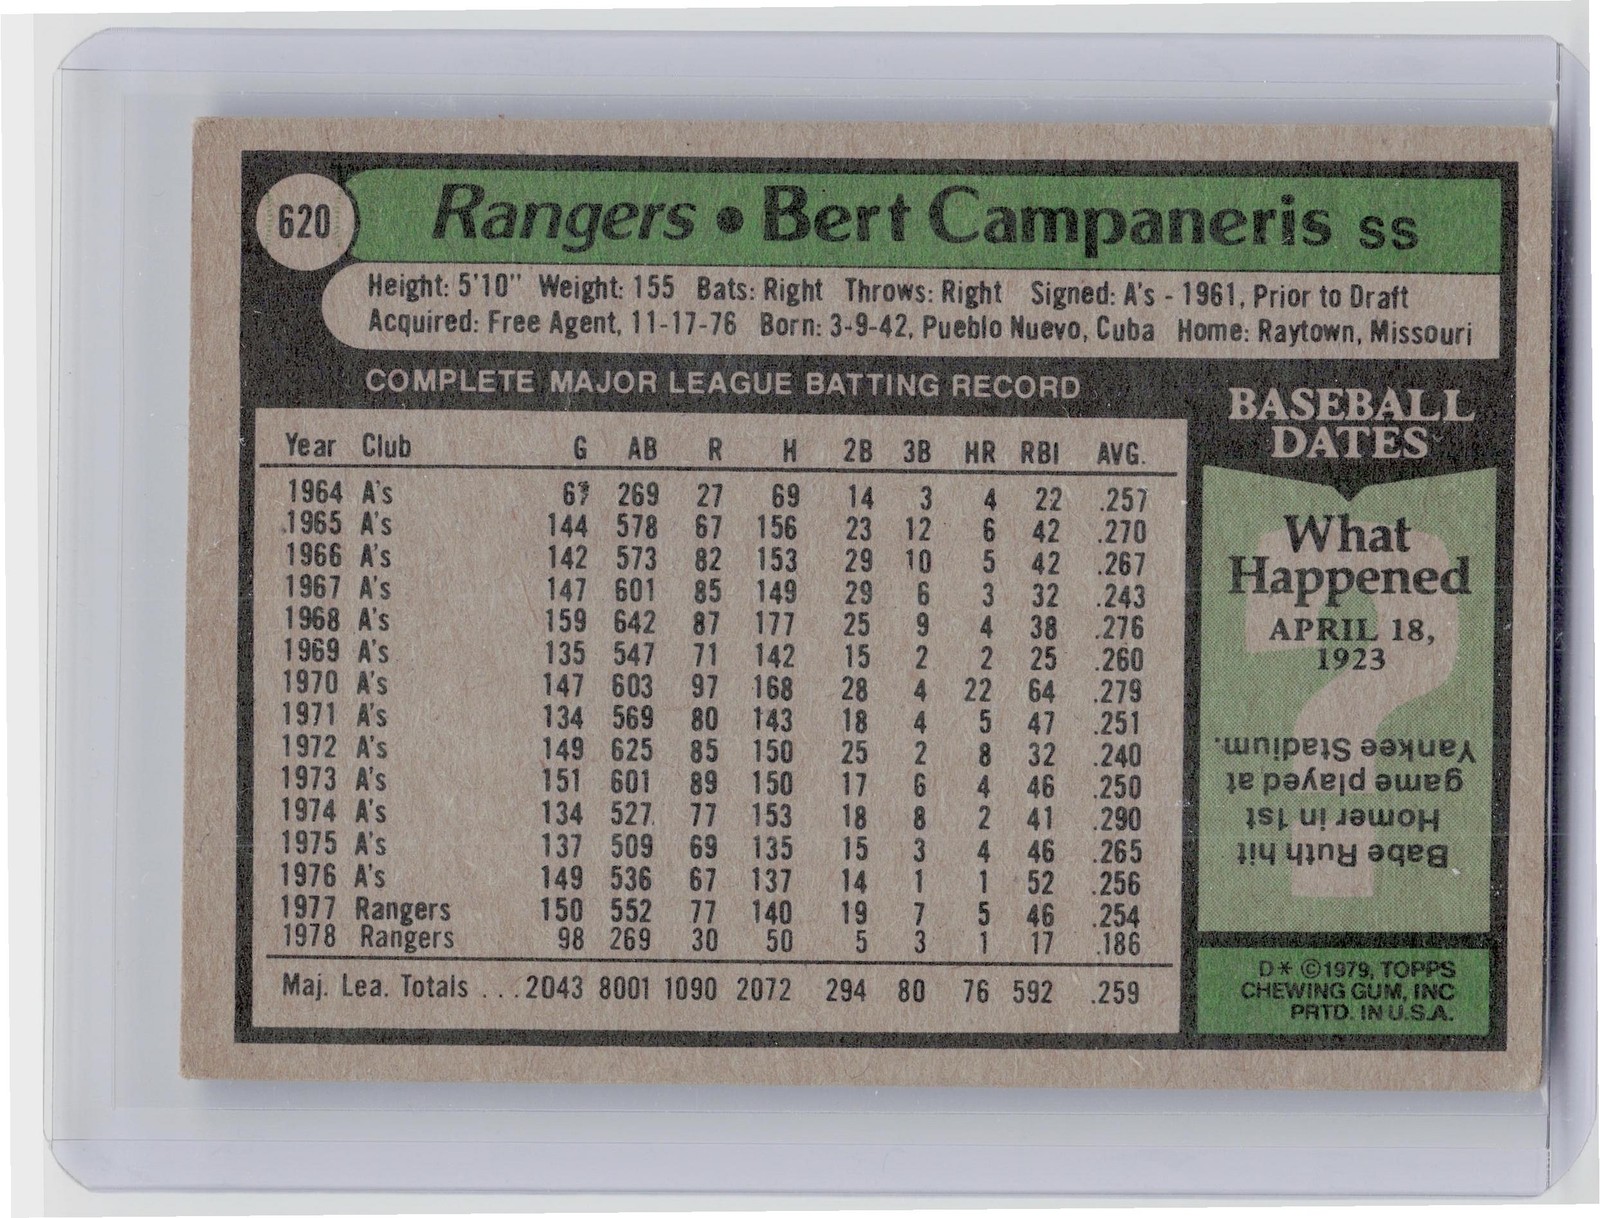 620
Rangers • Bert Campaneris SS
Height: 5'10" Weight: 155 Bats: Right Throws: Right Signed: A's - 1961, Prior to Draft
Acquired: Free Agent, 11-17-76 Born: 3-9-42, Pueblo Nuevo, Cuba Home: Raytown, Missouri
COMPLETE MAJOR LEAGUE BATTING RECORD
Year Club G AB R H 2B 3B HR RBI AVG.
1964 A's 67 269 27 69 14 3 4 22 .257
1965 A's 144 578 67 156 23 12 6 42 .270
1966 A's 142 573 82 153 29 10 5 42 .267
1967 A's 147 601 85 149 29 6 3 32 .243
1968 A's 159 642 87 177 25 9 4 38 .276
1969 A's 135 547 71 142 15 2 2 25 .260
1970 A's 147 603 97 168 28 4 22 64 .279
1971 A's 134 569 80 143 18 4 5 47 .251
1972 A's 149 625 85 150 25 2 8 32 .240
1973 A's 151 601 89 150 17 6 4 46 .250
1974 A's 134 527 77 153 18 8 2 41 .290
1975 A's 137 509 69 135 15 3 4 46 .265
1976 A's 149 536 67 137 14 1 1 52 .256
1977 Rangers 150 552 77 140 19 7 5 46 .254
1978 Rangers 98 269 30 50 5 3 1 17 .186
Maj. Lea. Totals ... 2043 8001 1090 2072 294 80 76 592 .259
BASEBALL
DATES
What
Happened
APRIL 18,
1923
Babe Ruth hit
Homer in 1st
game played at
Yankee Stadium.
D* ©1979, TOPPS
CHEWING GUM, INC
PRTD. IN U.S.A.